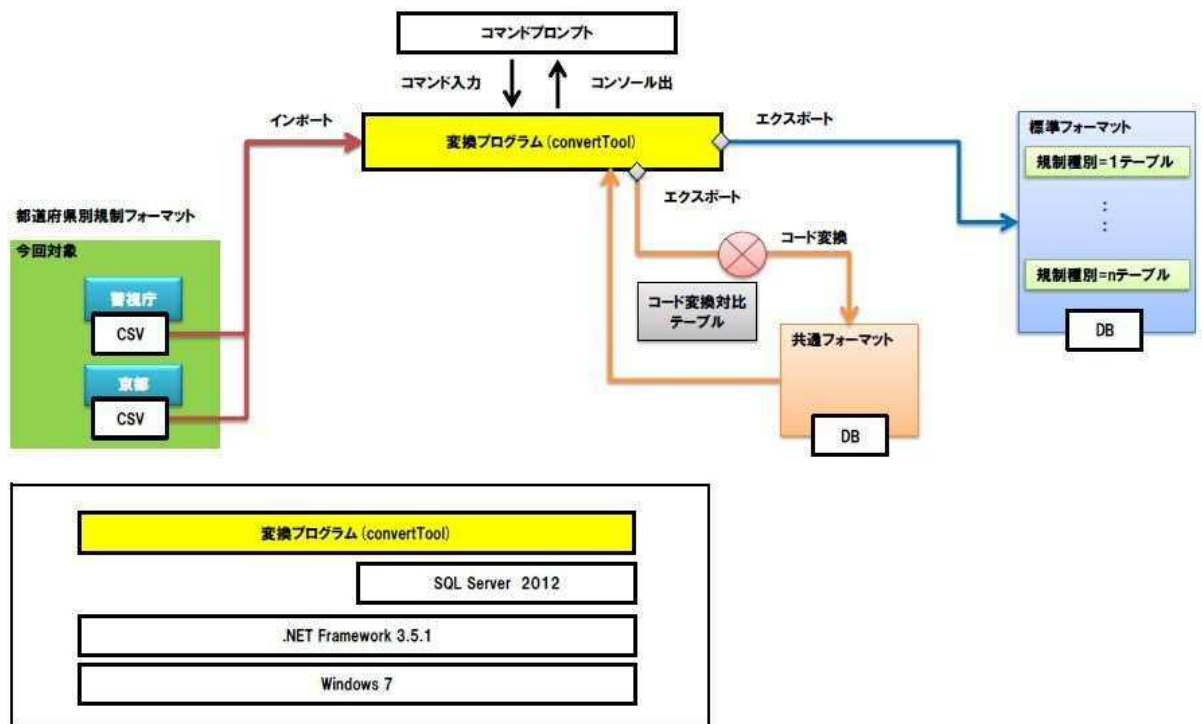 コマンドプロンプト
コマンド入力
コンソール出
インポート
変換プログラム(convertTool)
エクスポート
標準フォーマット
規制種別=1テーブル
:
:
規制種別=nテーブル
DB
エクスポート
コード変換
コード変換対比
テーブル
共通フォーマット
DB
都道府県別規制フォーマット
今回対象
警視庁
CSV
京都
CSV
変換プログラム(convertTool)
SQL Server 2012
.NET Framework 3.5.1
Windows 7